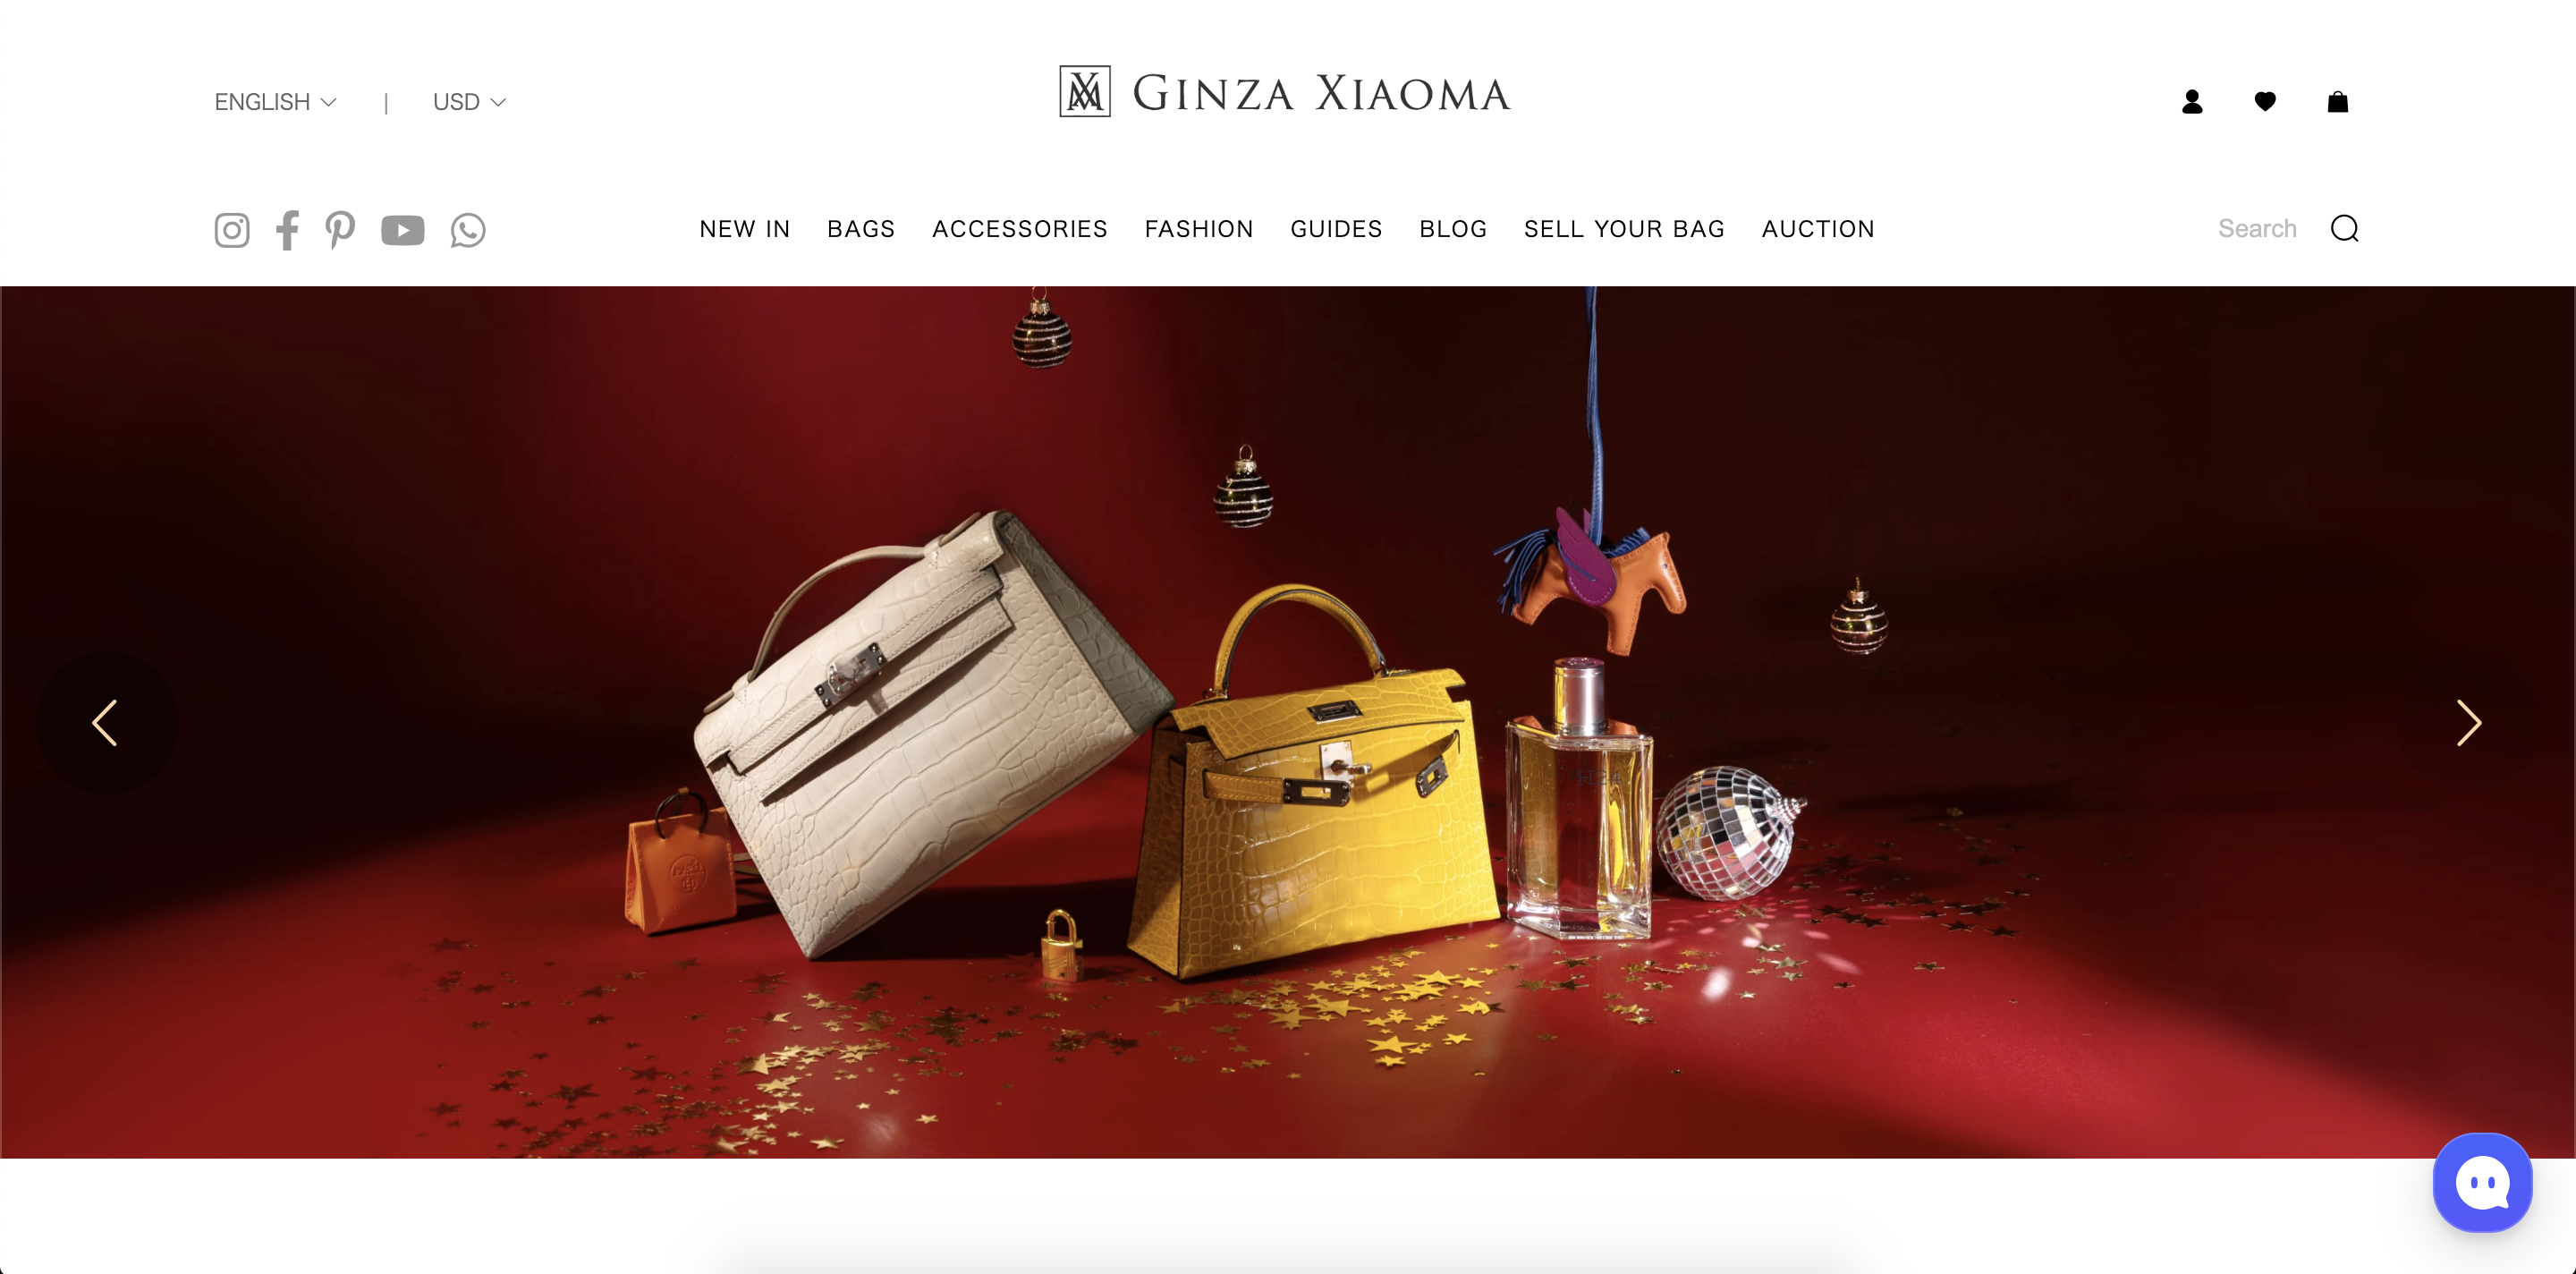 ENGLISH | USD
GINZA XIAOMA
NEW IN BAGS ACCESSORIES FASHION GUIDES BLOG SELL YOUR BAG AUCTION
Search